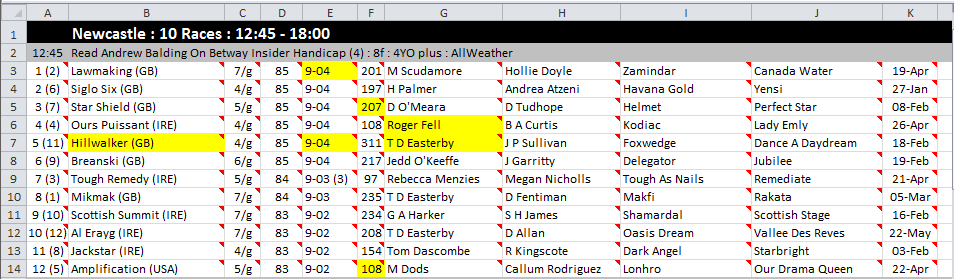 A B C D E F G H I J K
1 Newcastle : 10 Races : 12:45 - 18:00
2 12:45 Read Andrew Balding On Betway Insider Handicap (4) : 8f : 4YO plus : AllWeather
3 1 (2) Lawmaking (GB) 7/g 85 9-04 201 M Scudamore Hollie Doyle Zamindar Canada Water 19-Apr
4 2 (6) Siglo Six (GB) 4/g 85 9-04 197 H Palmer Andrea Atzeni Havana Gold Yensi 27-Jan
5 3 (7) Star Shield (GB) 5/g 85 9-04 207 D O'Meara D Tudhope Helmet Perfect Star 08-Feb
6 4 (4) Ours Puissant (IRE) 4/g 85 9-04 108 Roger Fell B A Curtis Kodiac Lady Emly 26-Apr
7 5 (11) Hillwalker (GB) 4/g 85 9-04 311 T D Easterby J P Sullivan Foxwedge Dance A Daydream 18-Feb
8 6 (9) Breanski (GB) 6/g 85 9-04 217 Jedd O'Keeffe J Garritty Delegator Jubilee 19-Feb
9 7 (3) Tough Remedy (IRE) 5/g 84 9-03 (3) 97 Rebecca Menzies Megan Nicholls Tough As Nails Remediate 21-Apr
10 8 (1) Mikmak (GB) 7/g 84 9-03 235 T D Easterby D Fentiman Makfi Rakata 05-Mar
11 9 (10) Scottish Summit (IRE) 7/g 83 9-02 234 G A Harker S H James Shamardal Scottish Stage 16-Feb
12 10 (12) Al Erayg (IRE) 7/g 83 9-02 208 T D Easterby D Allan Oasis Dream Vallee Des Reves 22-May
13 11 (8) Jackstar (IRE) 4/g 83 9-02 154 Tom Dascombe R Kingscote Dark Angel Starbright 03-Feb
14 12 (5) Amplification (USA) 5/g 83 9-02 108 M Dods Callum Rodriguez Lonhro Our Drama Queen 22-Apr